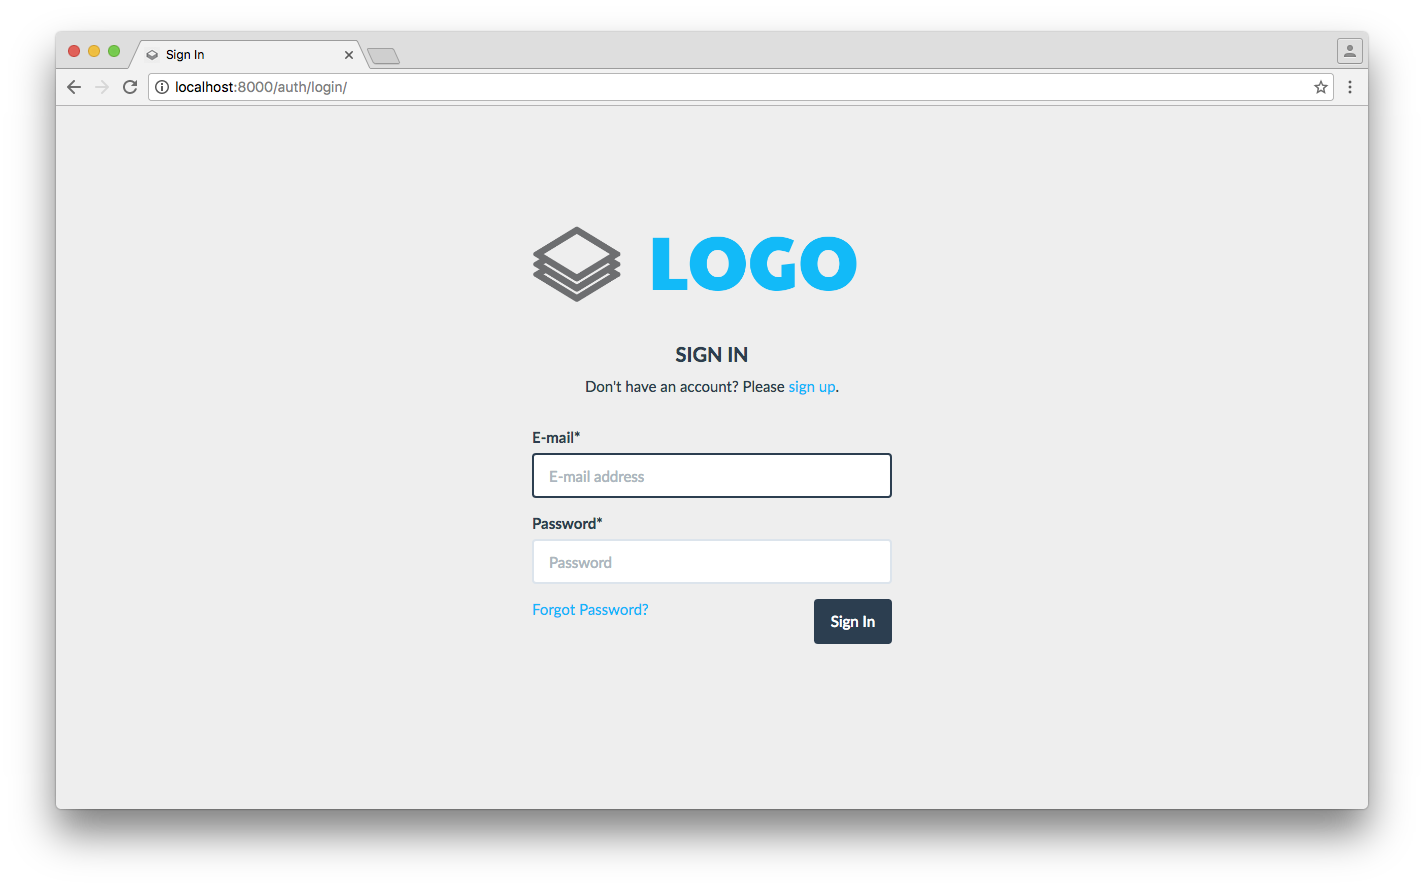 Sign In
localhost:8000/auth/login/
LOGO
SIGN IN
Don't have an account? Please sign up.
E-mail*
E-mail address
Password*
Password
Forgot Password?
Sign In